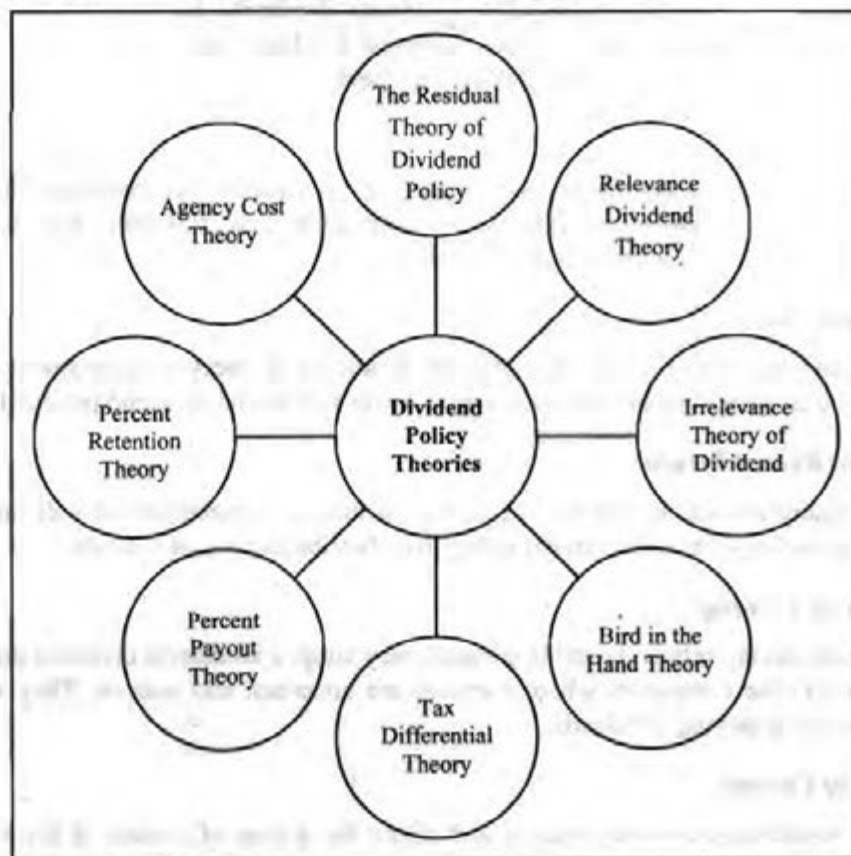 The Residual
Theory of
Dividend
Policy
Relevance
Dividend
Theory
Irrelevance
Theory of
Dividend
Bird in the
Hand Theory
Tax
Differential
Theory
Percent
Payout
Theory
Percent
Retention
Theory
Agency Cost
Theory
Dividend
Policy
Theories